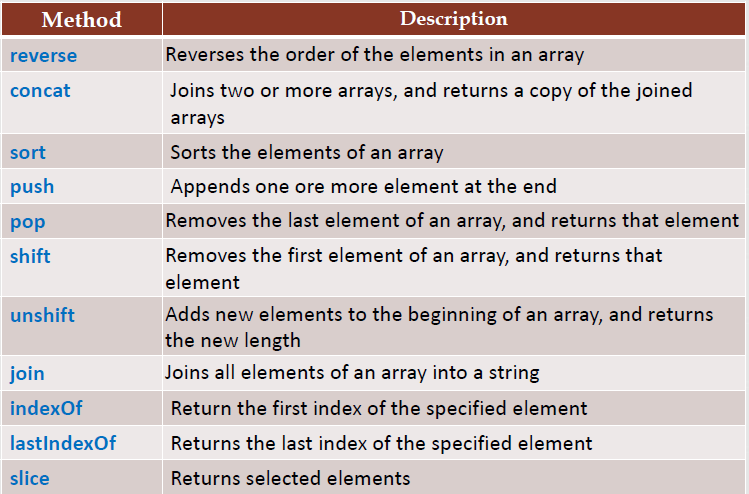 Method Description
reverse Reverses the order of the elements in an array
concat Joins two or more arrays, and returns a copy of the joined
arrays
sort Sorts the elements of an array
push Appends one ore more element at the end
pop Removes the last element of an array, and returns that element
shift Removes the first element of an array, and returns that
element
unshift Adds new elements to the beginning of an array, and returns
the new length
join Joins all elements of an array into a string
indexOf Return the first index of the specified element
lastIndexOf Returns the last index of the specified element
slice Returns selected elements